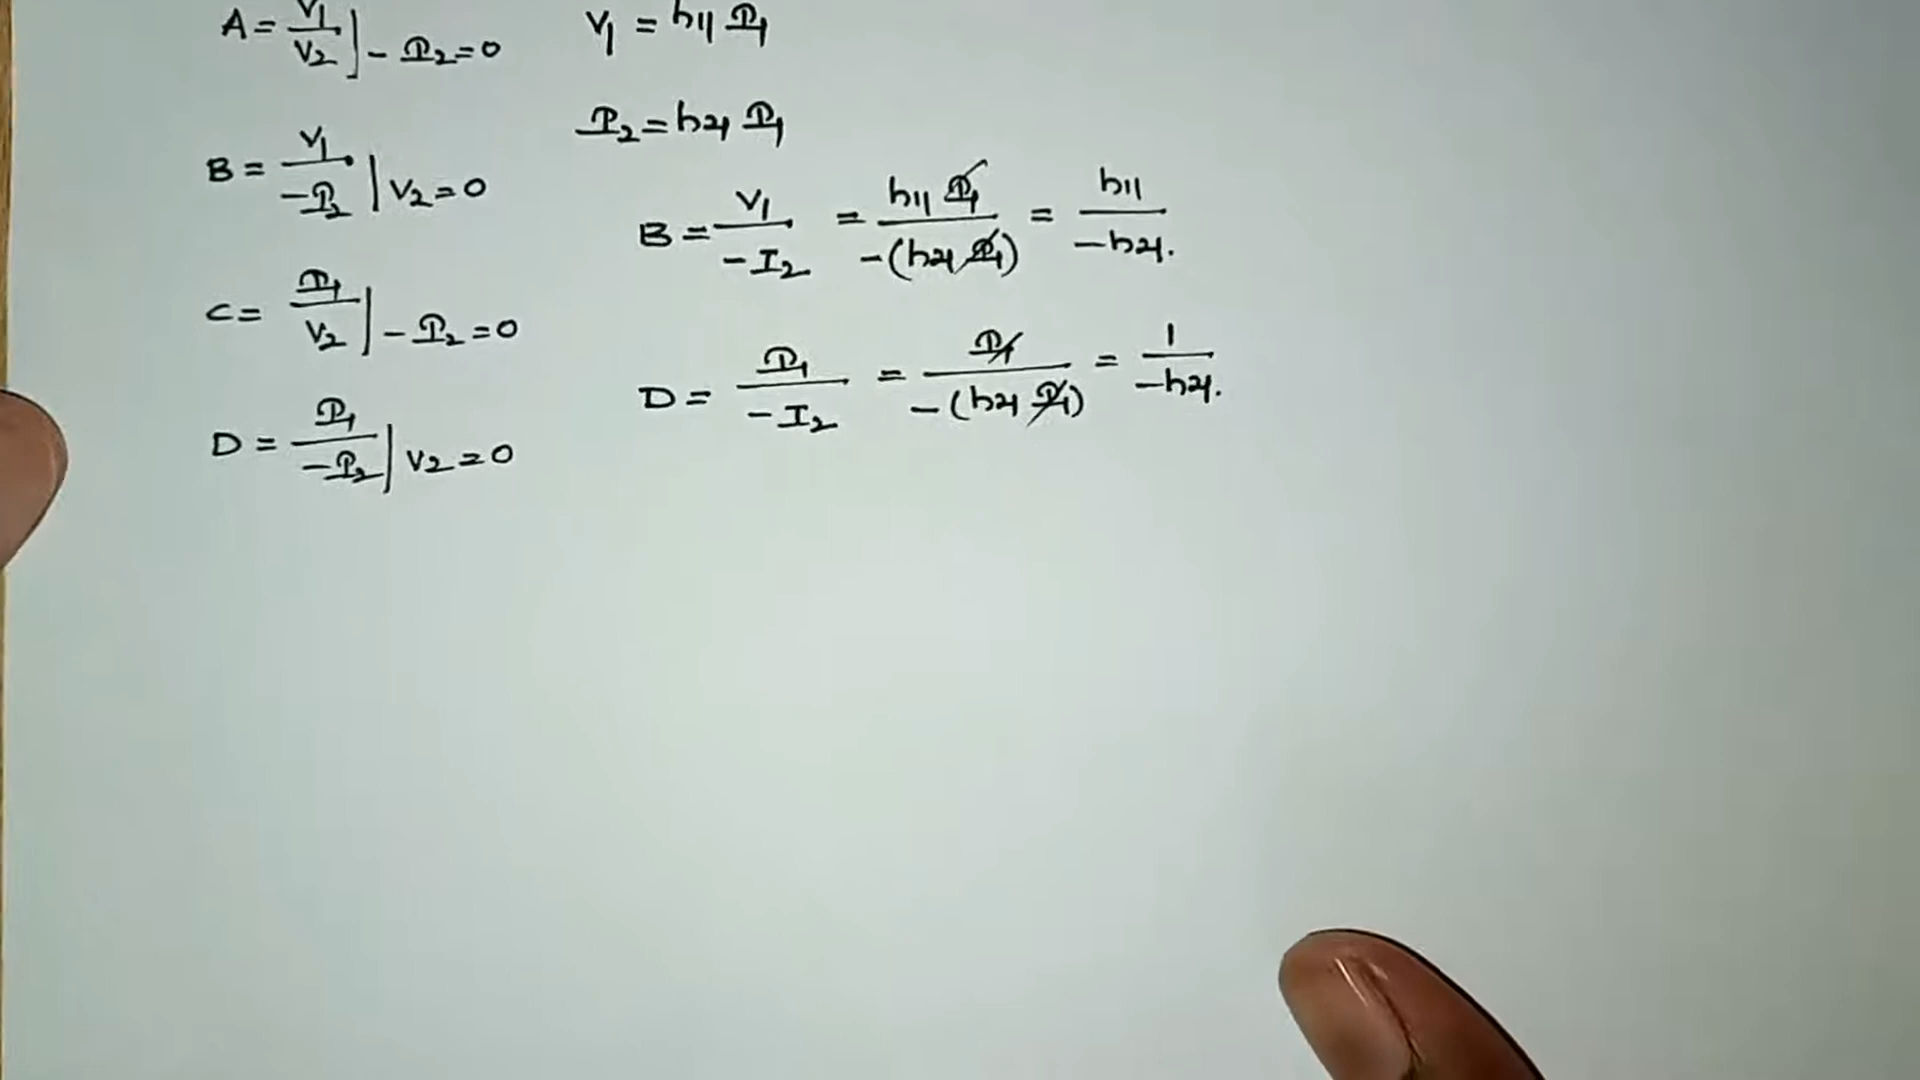 A = V1/V2 | -I2=0
B = V1/-I2 | V2=0
C = I1/V2 | -I2=0
D = I1/-I2 | V2=0
V1 = h11 I1
I2 = h21 I1
B = V1/-I2 = h11 I1/-(h21 I1) = h11/-h21.
D = I1/-I2 = I1/-(h21 I1) = 1/-h21.